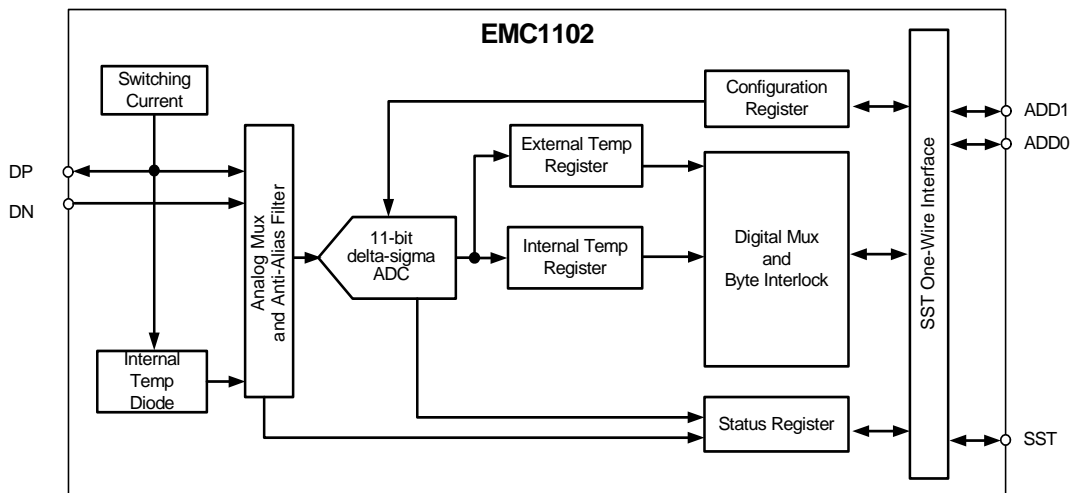 EMC1102
Switching
Current
Configuration
Register
ADD1
ADD0
External Temp
Register
DP
DN
Analog Mux
and Anti-Alias Filter
11-bit
delta-sigma
ADC
Internal Temp
Register
Digital Mux
and
Byte Interlock
SST One-Wire Interface
Internal
Temp
Diode
Status Register
SST